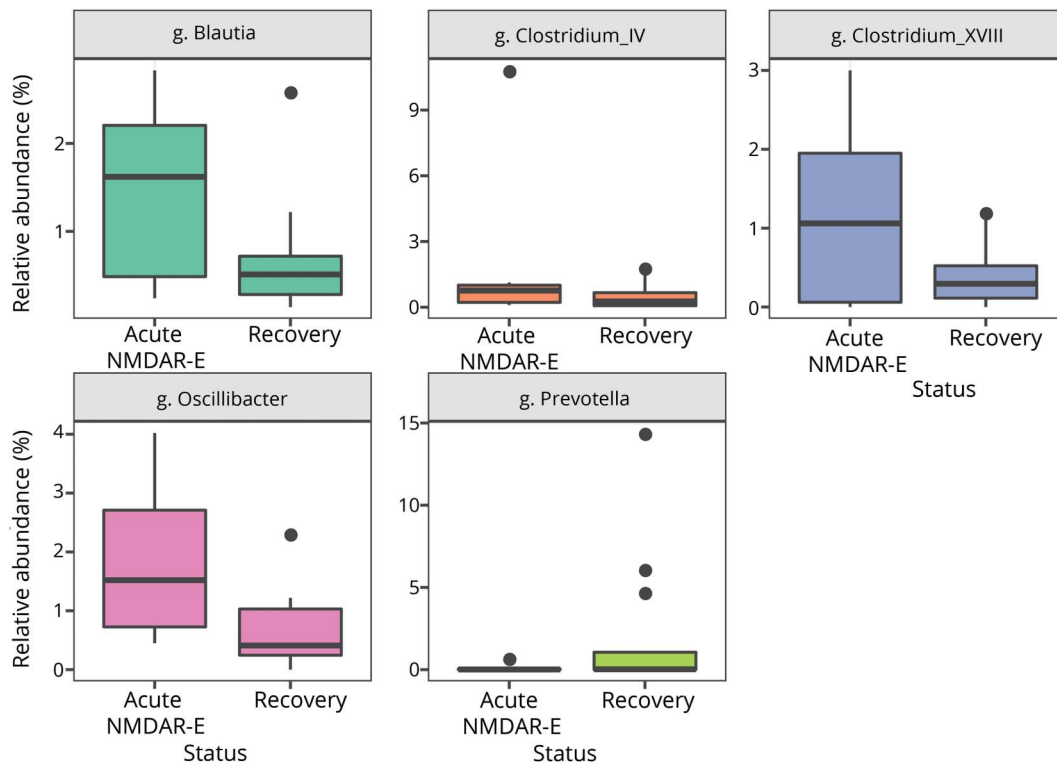 g. Blautia
g. Clostridium_IV
g. Clostridium_XVIII
Relative abundance (%)
2
1
9
6
3
0
3
2
1
0
Acute
NMDAR-E
Recovery
Acute
NMDAR-E
Recovery
Acute
NMDAR-E
Recovery
Status
g. Oscillibacter
g. Prevotella
Relative abundance (%)
4
3
2
1
0
15
10
5
0
Acute
NMDAR-E
Recovery
Status
Acute
NMDAR-E
Recovery
Status